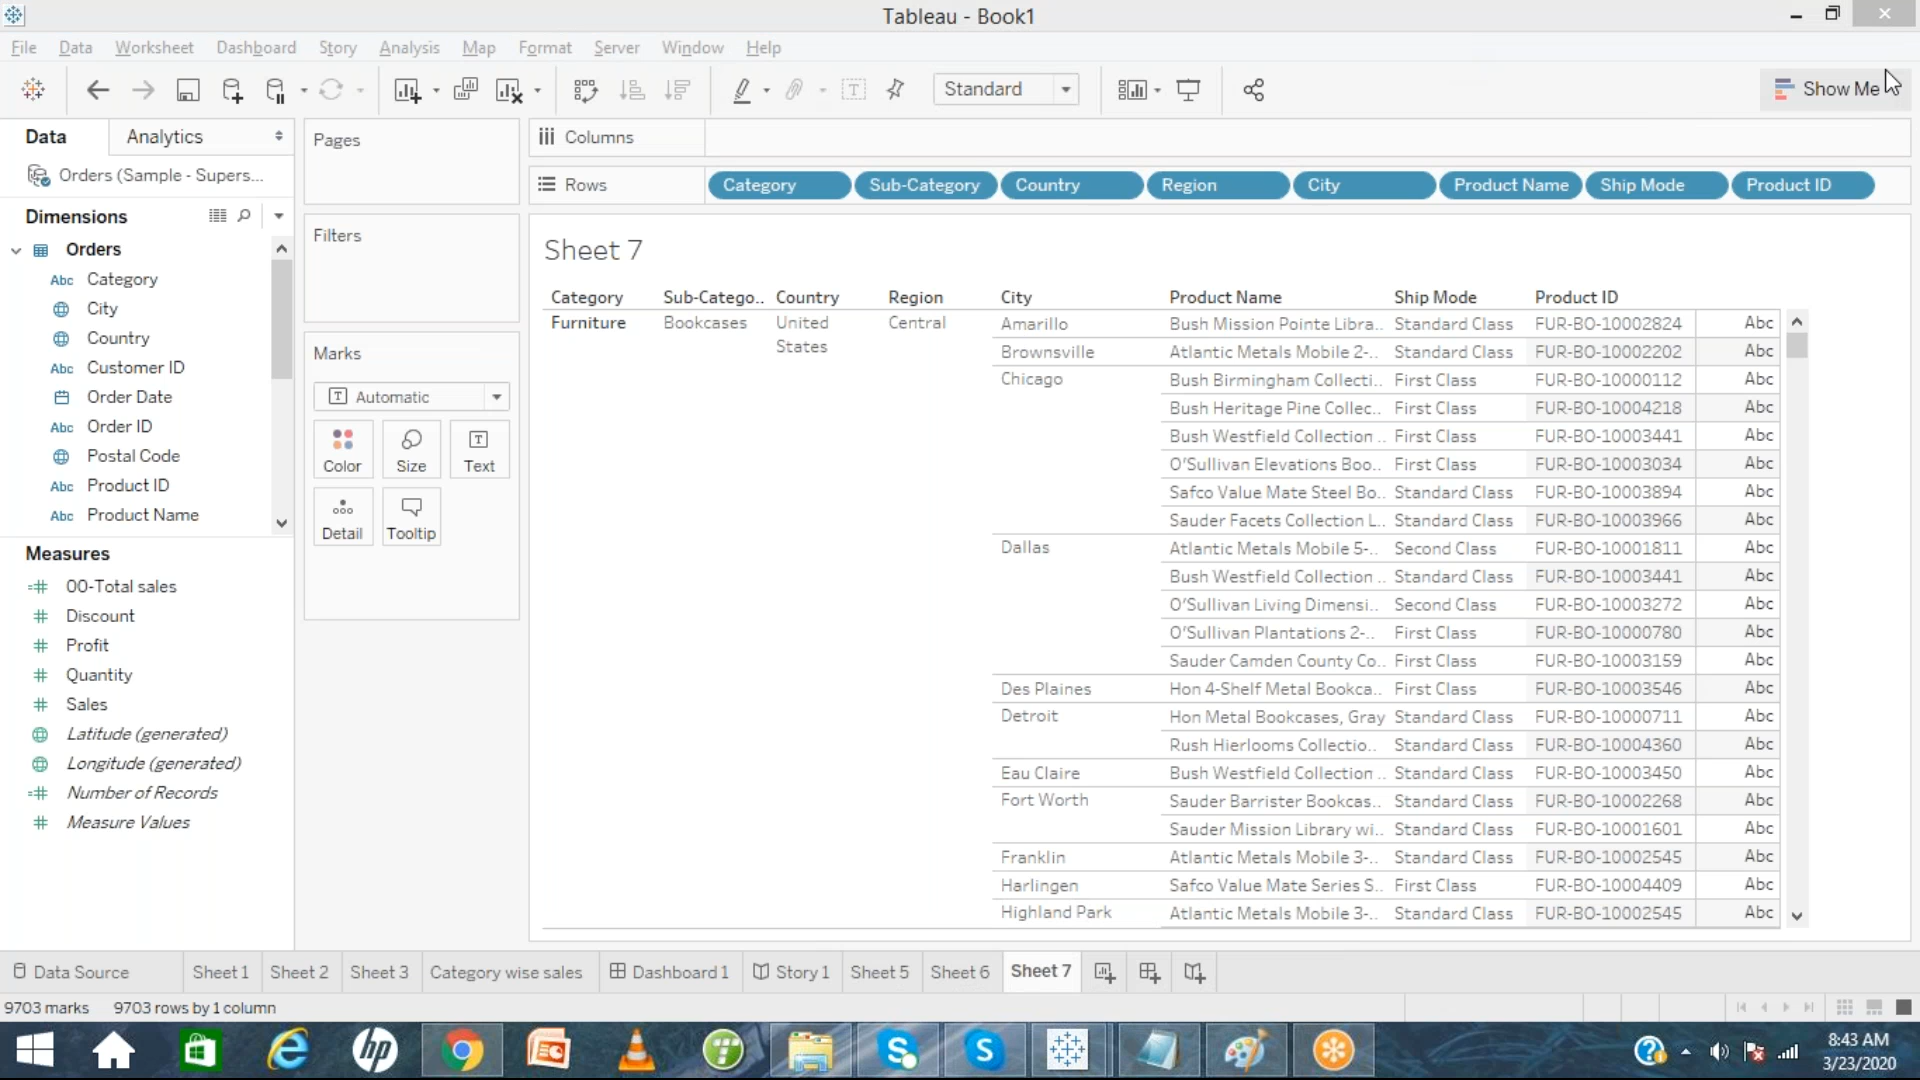 Tableau - Book1
File Data Worksheet Dashboard Story Analysis Map Format Server Window Help
Standard
Show Me
Data Analytics
Orders (Sample - Supers...
Dimensions
Orders
Abc Category
City
Country
Abc Customer ID
Order Date
Abc Order ID
Postal Code
Abc Product ID
Abc Product Name
Measures
00-Total sales
Discount
Profit
Quantity
Sales
Latitude (generated)
Longitude (generated)
Number of Records
Measure Values
Pages
Filters
Marks
Automatic
Color Size Text
Detail Tooltip
Columns
Rows Category Sub-Category Country Region City Product Name Ship Mode Product ID
Sheet 7
Category Sub-Catego.. Country Region City Product Name Ship Mode Product ID
Furniture Bookcases United States Central Amarillo Bush Mission Pointe Libra.. Standard Class FUR-BO-10002824 Abc
Brownsville Atlantic Metals Mobile 2-.. Standard Class FUR-BO-10002202 Abc
Chicago Bush Birmingham Collecti.. First Class FUR-BO-10000112 Abc
Bush Heritage Pine Collec.. First Class FUR-BO-10004218 Abc
Bush Westfield Collection .. First Class FUR-BO-10003441 Abc
O'Sullivan Elevations Boo.. First Class FUR-BO-10003034 Abc
Safco Value Mate Steel Bo.. Standard Class FUR-BO-10003894 Abc
Sauder Facets Collection L.. Standard Class FUR-BO-10003966 Abc
Dallas Atlantic Metals Mobile 5-.. Second Class FUR-BO-10001811 Abc
Bush Westfield Collection .. Standard Class FUR-BO-10003441 Abc
O'Sullivan Living Dimensi.. Second Class FUR-BO-10003272 Abc
O'Sullivan Plantations 2-.. First Class FUR-BO-10000780 Abc
Sauder Camden County Co.. First Class FUR-BO-10003159 Abc
Des Plaines Hon 4-Shelf Metal Bookca.. First Class FUR-BO-10003546 Abc
Detroit Hon Metal Bookcases, Gray Standard Class FUR-BO-10000711 Abc
Rush Hierlooms Collectio.. Standard Class FUR-BO-10004360 Abc
Eau Claire Bush Westfield Collection .. Standard Class FUR-BO-10003450 Abc
Fort Worth Sauder Barrister Bookcas.. Standard Class FUR-BO-10002268 Abc
Sauder Mission Library wi.. Standard Class FUR-BO-10001601 Abc
Franklin Atlantic Metals Mobile 3-.. Standard Class FUR-BO-10002545 Abc
Harlingen Safco Value Mate Series S.. First Class FUR-BO-10004409 Abc
Highland Park Atlantic Metals Mobile 3-.. Standard Class FUR-BO-10002545 Abc
Data Source Sheet 1 Sheet 2 Sheet 3 Category wise sales Dashboard 1 Story 1 Sheet 5 Sheet 6 Sheet 7
9703 marks 9703 rows by 1 column
8:43 AM
3/23/2020